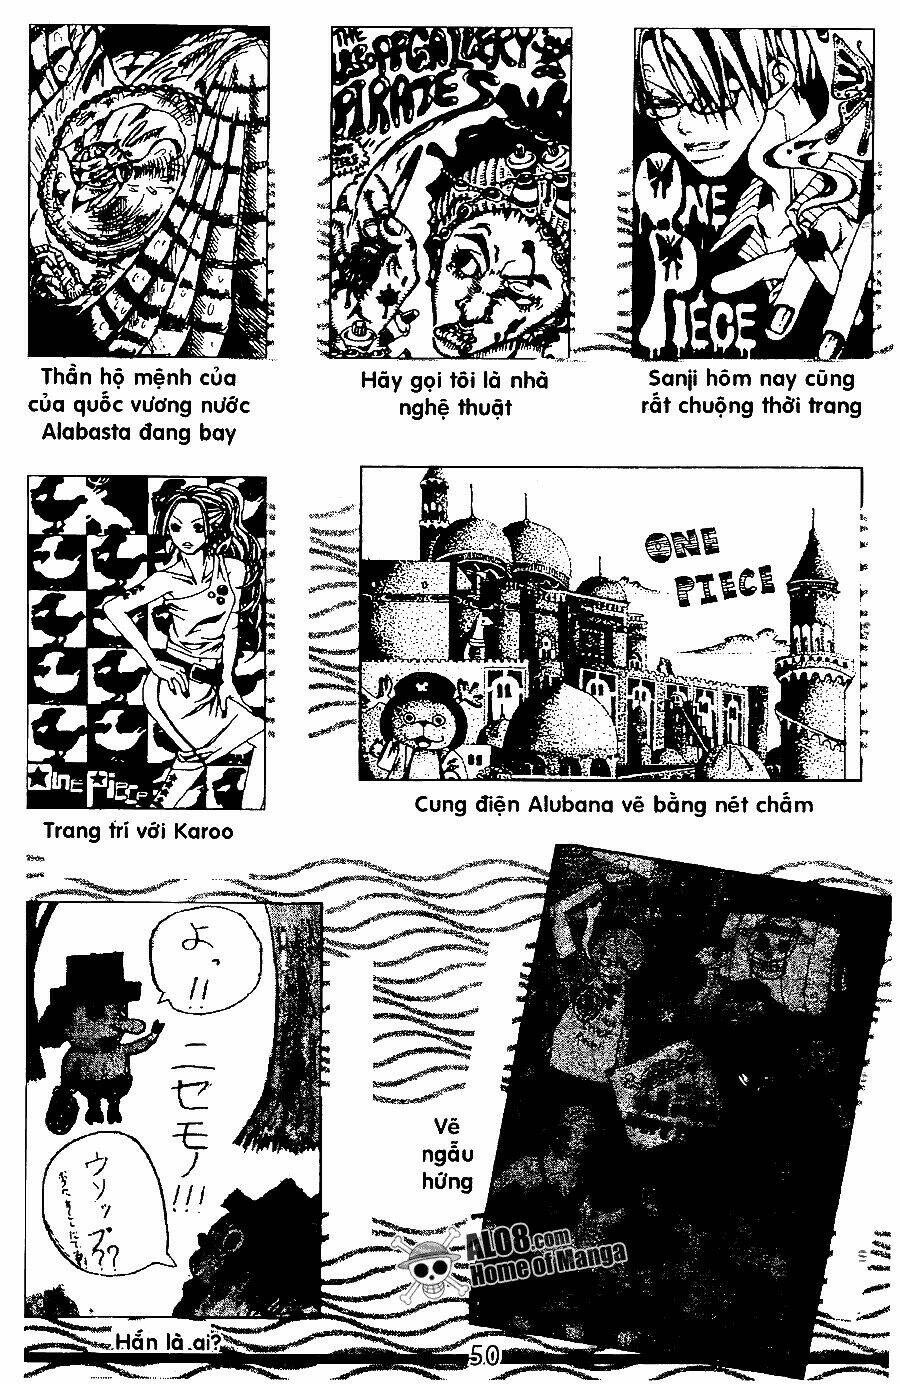 THE
USOPP GALLERY
PIRATES
ONE
PIECE
Thần hộ mệnh của
của quốc vương nước
Alabasta đang bay
Hãy gọi tôi là nhà
nghệ thuật
Sanji hôm nay cũng
rất chuộng thời trang
ONE PIECE
Trang trí với Karoo
ONE
PIECE
Cung điện Alubana vẽ bằng nét chấm
よっ!!
ニセモノ!!!
ウソップ??
Hắn là ai?
Vẽ
ngẫu
hứng
AL08.com
Home of Manga
50